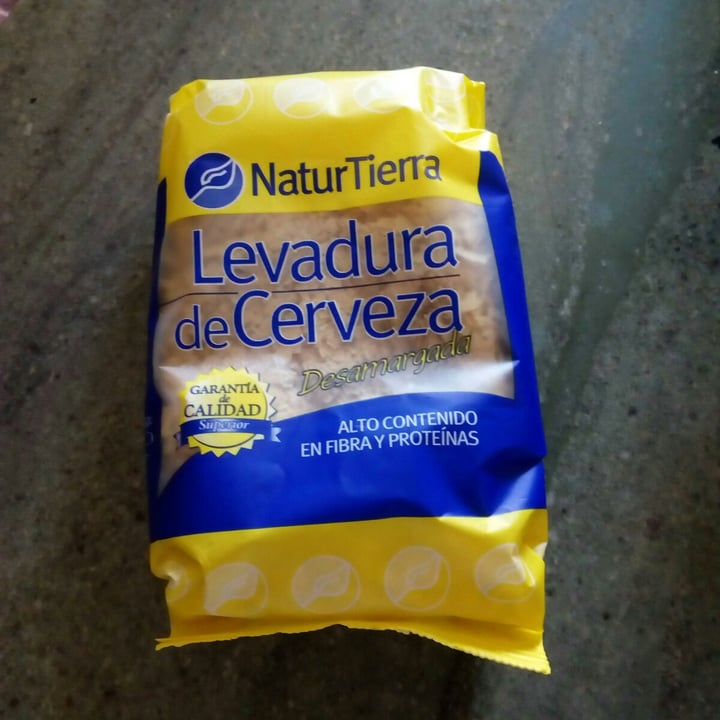 NaturTierra
Levadura
de Cerveza
Desamargada
GARANTÍA
de
CALIDAD
Superior
ALTO CONTENIDO
EN FIBRA Y PROTEÍNAS